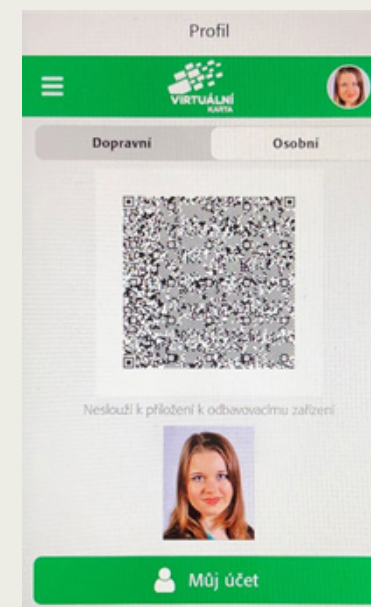 Profil
VIRTUÁLNÍ
KARTA
Dopravní Osobní
Neslouží k přiložení k odbavovacímu zařízení
Můj účet